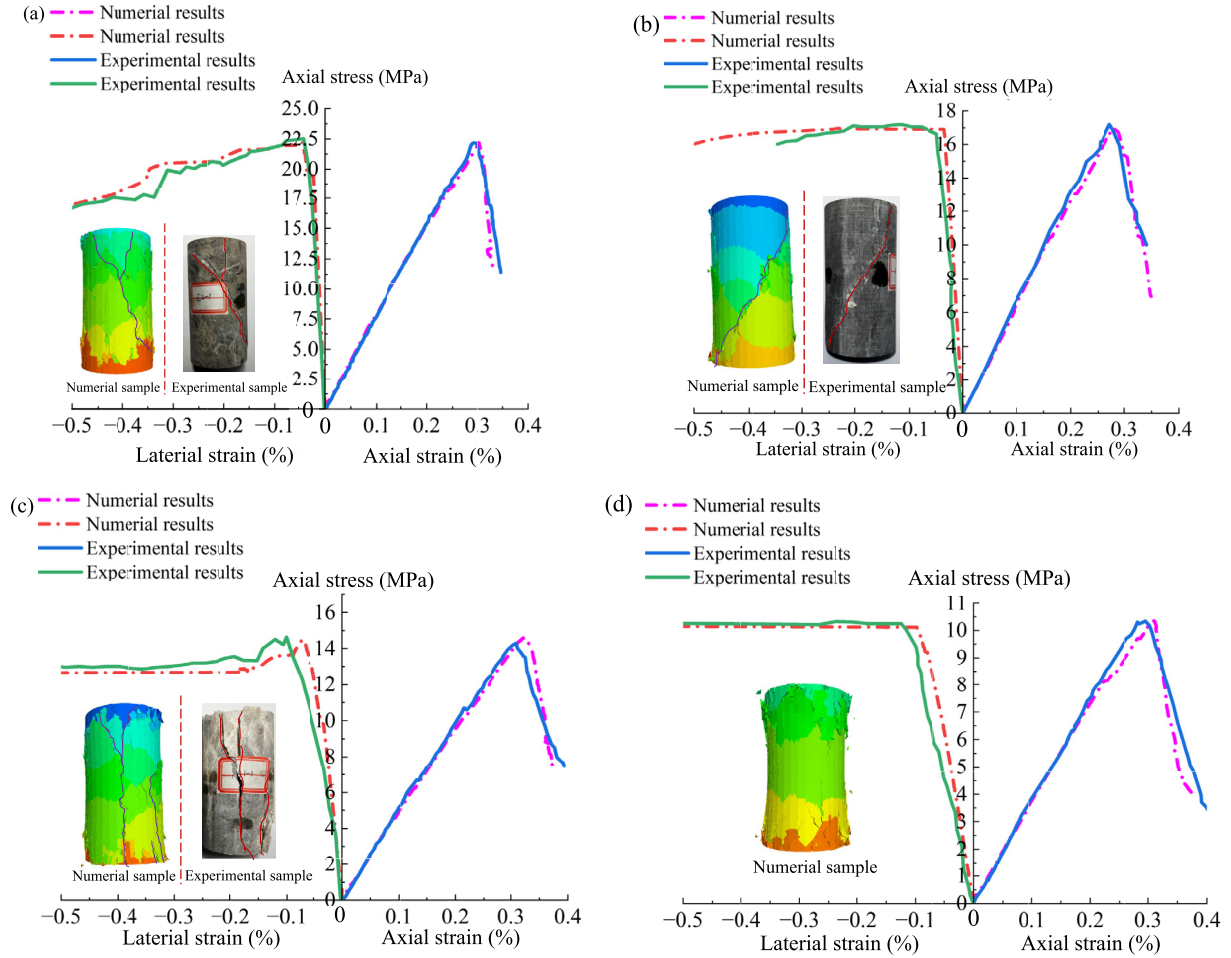 (a)
Numerial results
Numerial results
Experimental results
Experimental results
Axial stress (MPa)
25.0
22.5
20.0
17.5
15.0
12.5
10.0
7.5
5.0
2.5
0
Numerial sample
Experimental sample
−0.5 −0.4 −0.3 −0.2 −0.1 0 0.1 0.2 0.3 0.4
Laterial strain (%)
Axial strain (%)
(b)
Numerial results
Numerial results
Experimental results
Experimental results
Axial stress (MPa)
18
16
14
12
10
8
6
4
2
0
Numerial sample
Experimental sample
−0.5 −0.4 −0.3 −0.2 −0.1 0 0.1 0.2 0.3 0.4
Laterial strain (%)
Axial strain (%)
(c)
Numerial results
Numerial results
Experimental results
Experimental results
Axial stress (MPa)
16
14
12
10
8
6
4
2
0
Numerial sample
Experimental sample
−0.5 −0.4 −0.3 −0.2 −0.1 0 0.1 0.2 0.3 0.4
Laterial strain (%)
Axial strain (%)
(d)
Numerial results
Numerial results
Experimental results
Experimental results
Axial stress (MPa)
11
10
9
8
7
6
5
4
3
2
1
0
Numerial sample
−0.5 −0.4 −0.3 −0.2 −0.1 0 0.1 0.2 0.3 0.4
Laterial strain (%)
Axial strain (%)